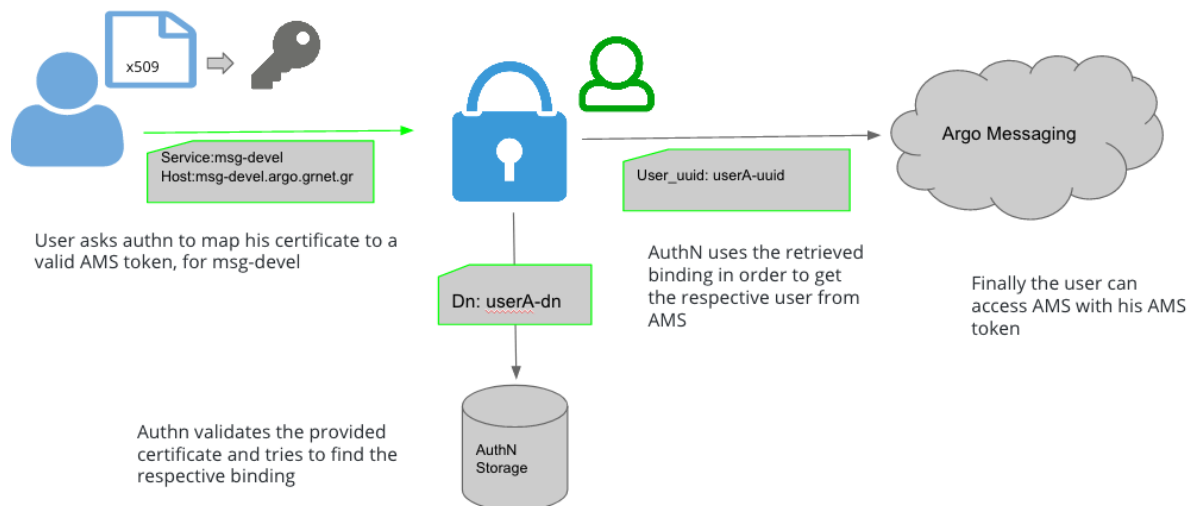 x509
Service:msg-devel
Host:msg-devel.argo.grnet.gr
User asks authn to map his certificate to a
valid AMS token, for msg-devel
User_uuid: userA-uuid
Argo Messaging
AuthN uses the retrieved
binding in order to get
the respective user from
AMS
Finally the user can
access AMS with his AMS
token
Dn: userA-dn
Authn validates the provided
certificate and tries to find the
respective binding
AuthN
Storage